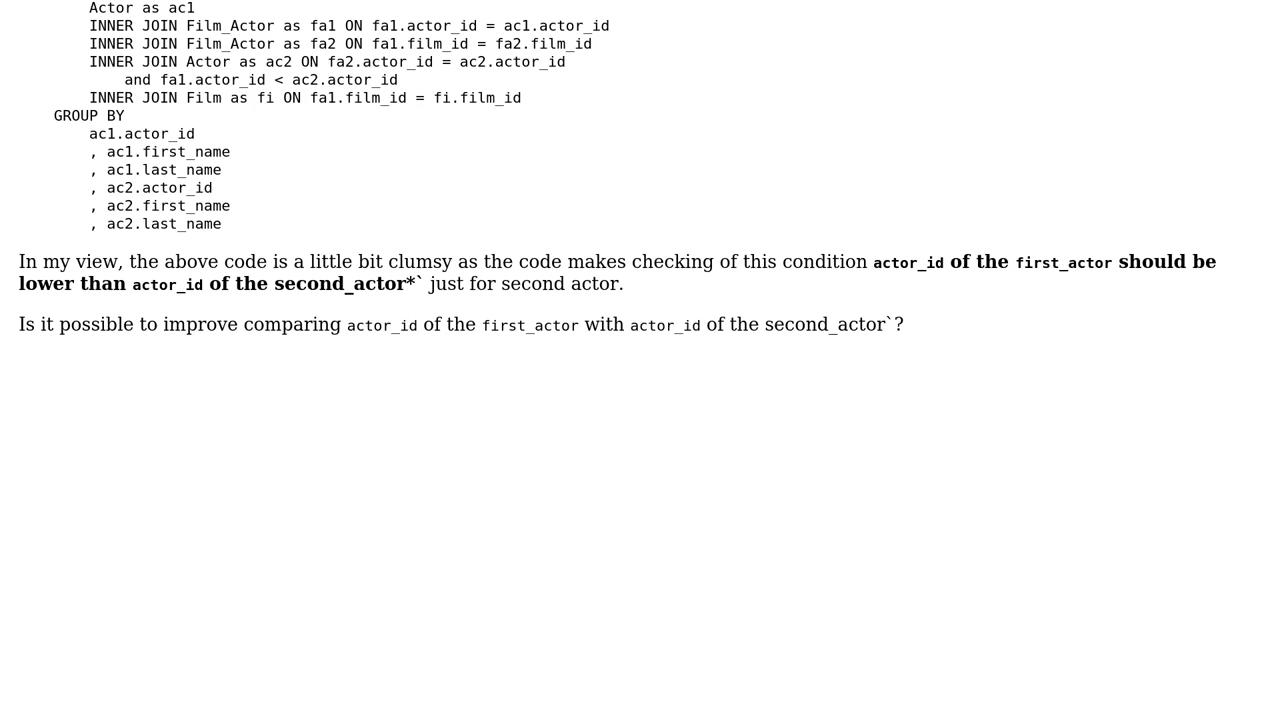 Actor as ac1
INNER JOIN Film_Actor as fa1 ON fa1.actor_id = ac1.actor_id
INNER JOIN Film_Actor as fa2 ON fa1.film_id = fa2.film_id
INNER JOIN Actor as ac2 ON fa2.actor_id = ac2.actor_id
and fa1.actor_id < ac2.actor_id
INNER JOIN Film as fi ON fa1.film_id = fi.film_id
GROUP BY
ac1.actor_id
, ac1.first_name
, ac1.last_name
, ac2.actor_id
, ac2.first_name
, ac2.last_name
In my view, the above code is a little bit clumsy as the code makes checking of this condition actor_id of the first_actor should be
lower than actor_id of the second_actor*` just for second actor.
Is it possible to improve comparing actor_id of the first_actor with actor_id of the second_actor`?